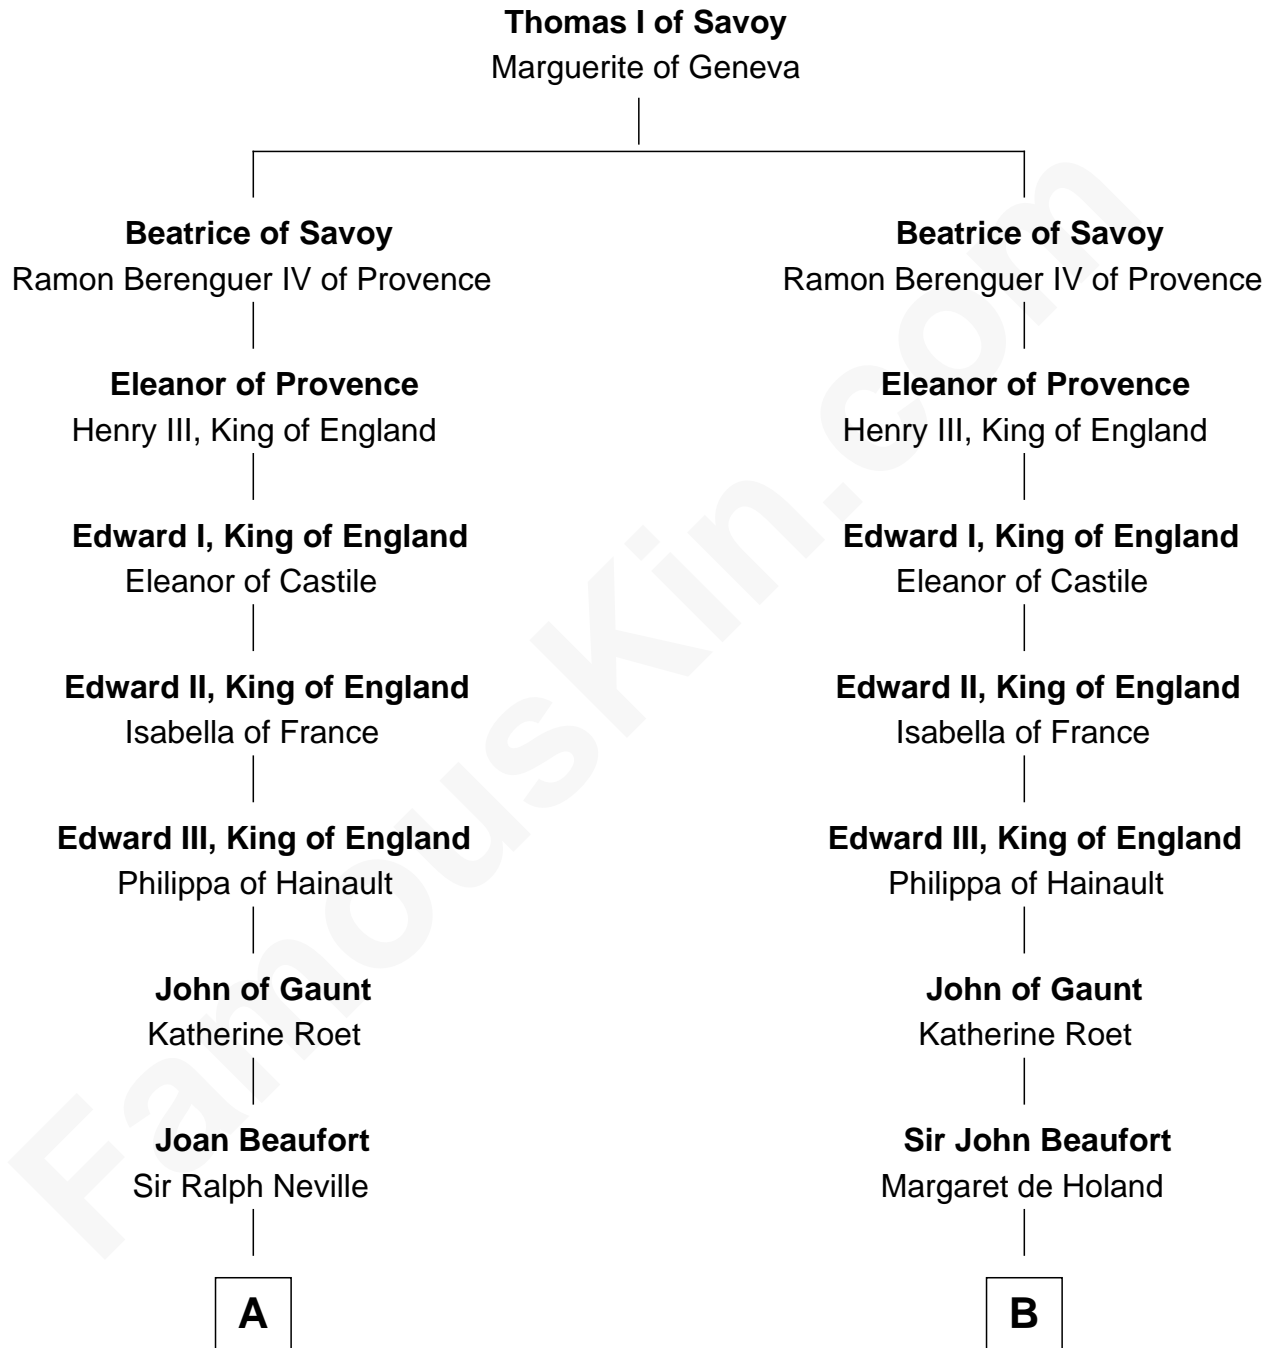 Thomas I of Savoy
Marguerite of Geneva
Beatrice of Savoy
Ramon Berenguer IV of Provence
Eleanor of Provence
Henry III, King of England
Edward I, King of England
Eleanor of Castile
Edward II, King of England
Isabella of France
Edward III, King of England
Philippa of Hainault
John of Gaunt
Katherine Roet
Joan Beaufort
Sir Ralph Neville
A
Beatrice of Savoy
Ramon Berenguer IV of Provence
Eleanor of Provence
Henry III, King of England
Edward I, King of England
Eleanor of Castile
Edward II, King of England
Isabella of France
Edward III, King of England
Philippa of Hainault
John of Gaunt
Katherine Roet
Sir John Beaufort
Margaret de Holand
B
FamousKin.com